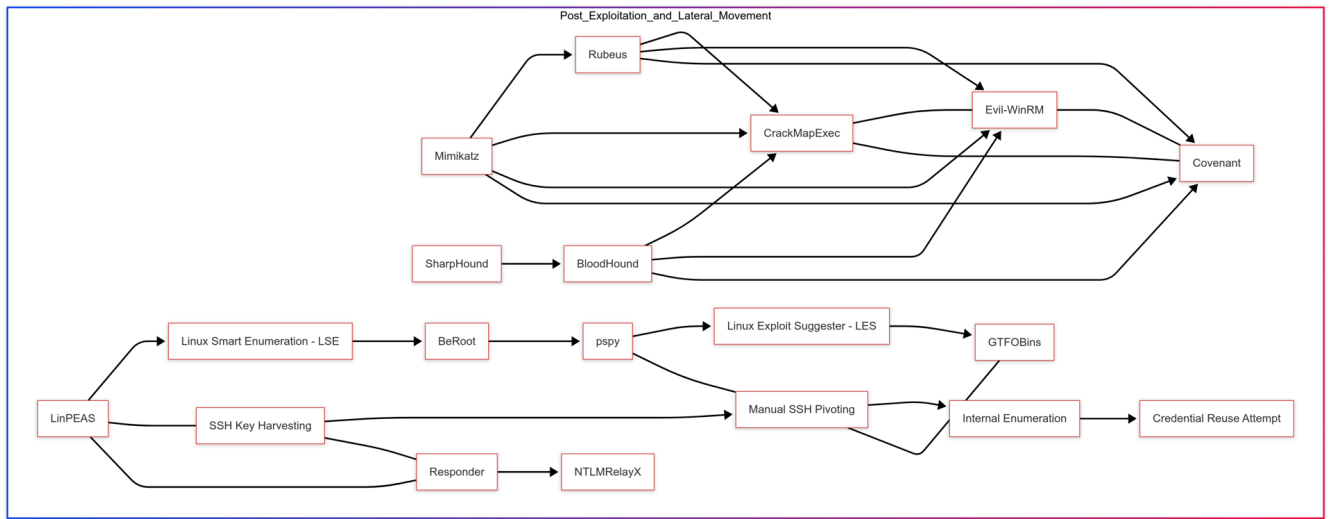 Post_Exploitation_and_Lateral_Movement
Rubeus
Evil-WinRM
CrackMapExec
Mimikatz
Covenant
SharpHound
BloodHound
Linux Smart Enumeration - LSE
BeRoot
pspy
Linux Exploit Suggester - LES
GTFOBins
LinPEAS
SSH Key Harvesting
Manual SSH Pivoting
Internal Enumeration
Credential Reuse Attempt
Responder
NTLMRelayX